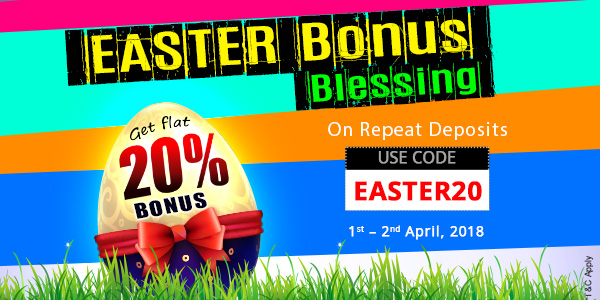 EASTER Bonus
Blessing
Get flat
20%
BONUS
On Repeat Deposits
USE CODE
EASTER20
1st – 2nd April, 2018
T &C Apply